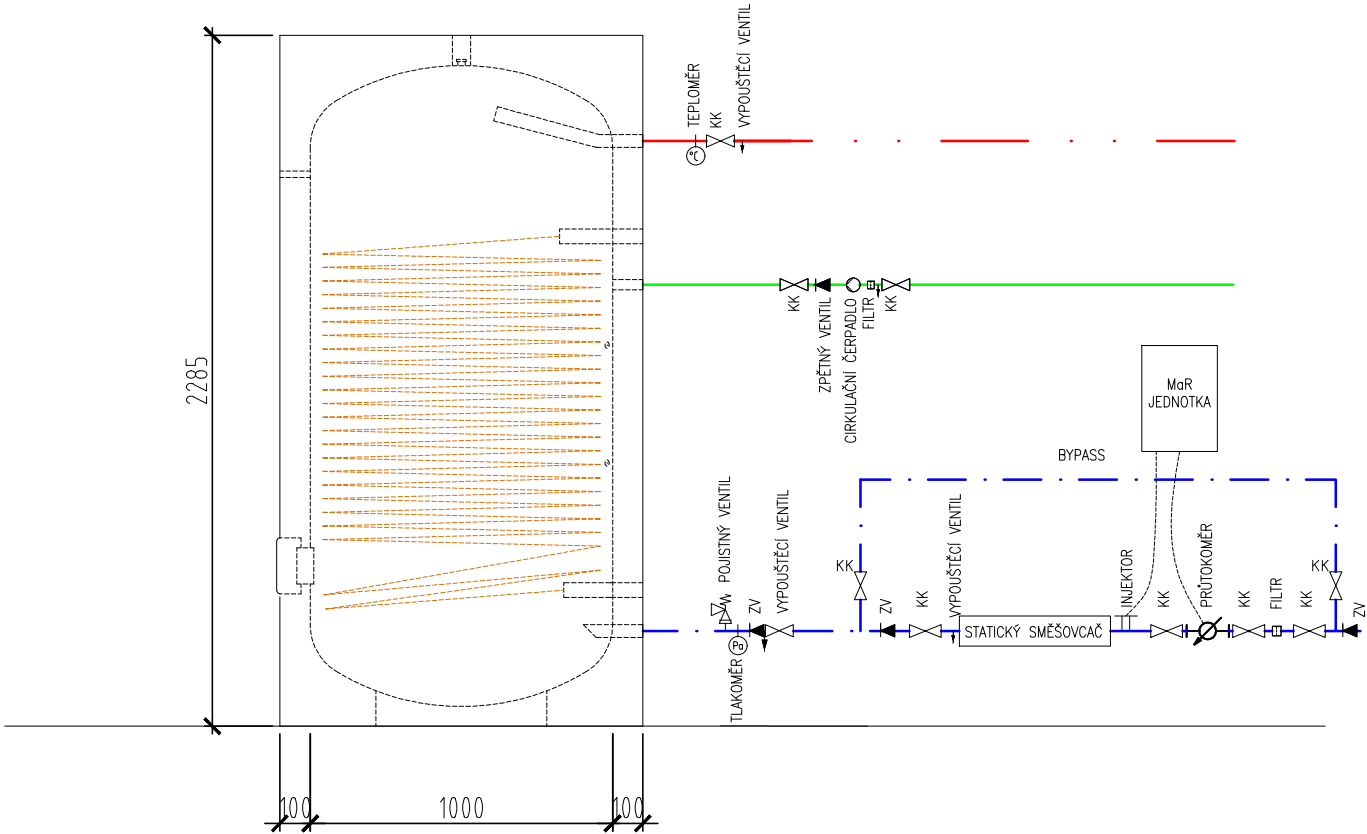 TEPLOMĚR
KK
VYPOUŠTĚCÍ VENTIL
°C
KK
ZPĚTNÝ VENTIL
CIRKULAČNÍ ČERPADLO
FILTR
KK
2285
MaR
JEDNOTKA
BYPASS
POJISTNÝ VENTIL
ZV
VYPOUŠTĚCÍ VENTIL
KK
ZV
KK
VYPOUŠTĚCÍ VENTIL
INJEKTOR
KK
PRŮTOKOMĚR
KK
FILTR
KK
KK
ZV
STATICKÝ SMĚŠOVCAČ
Pa
TLAKOMĚR
100
1000
100